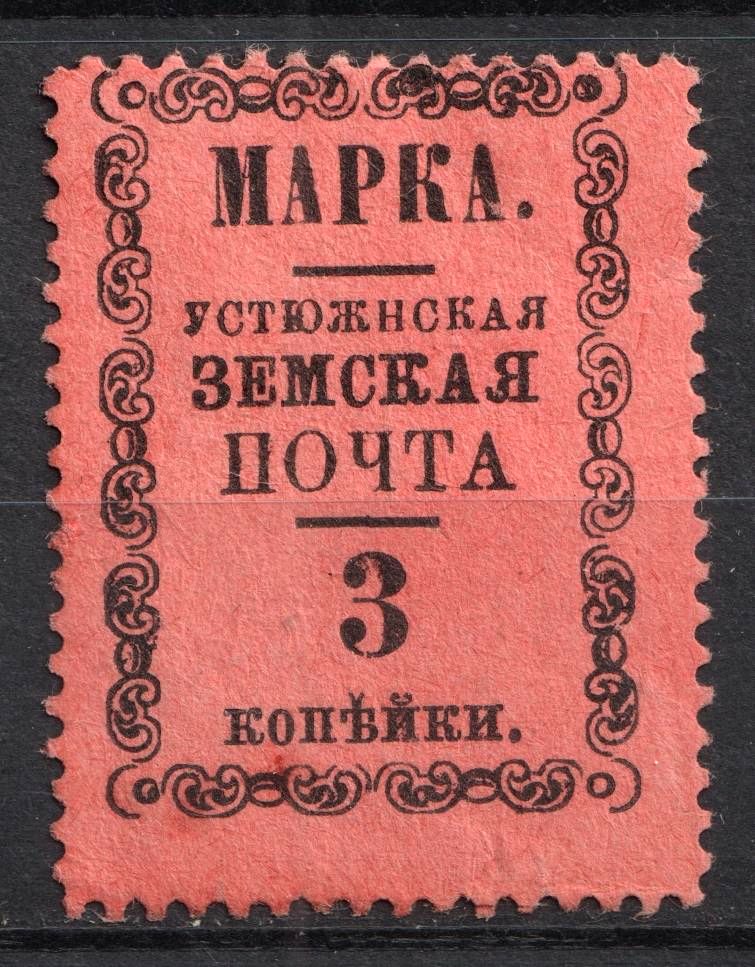 МАРКА.
УСТЮЖНСКАЯ
ЗЕМСКАЯ
ПОЧТА
3
копѣйки.